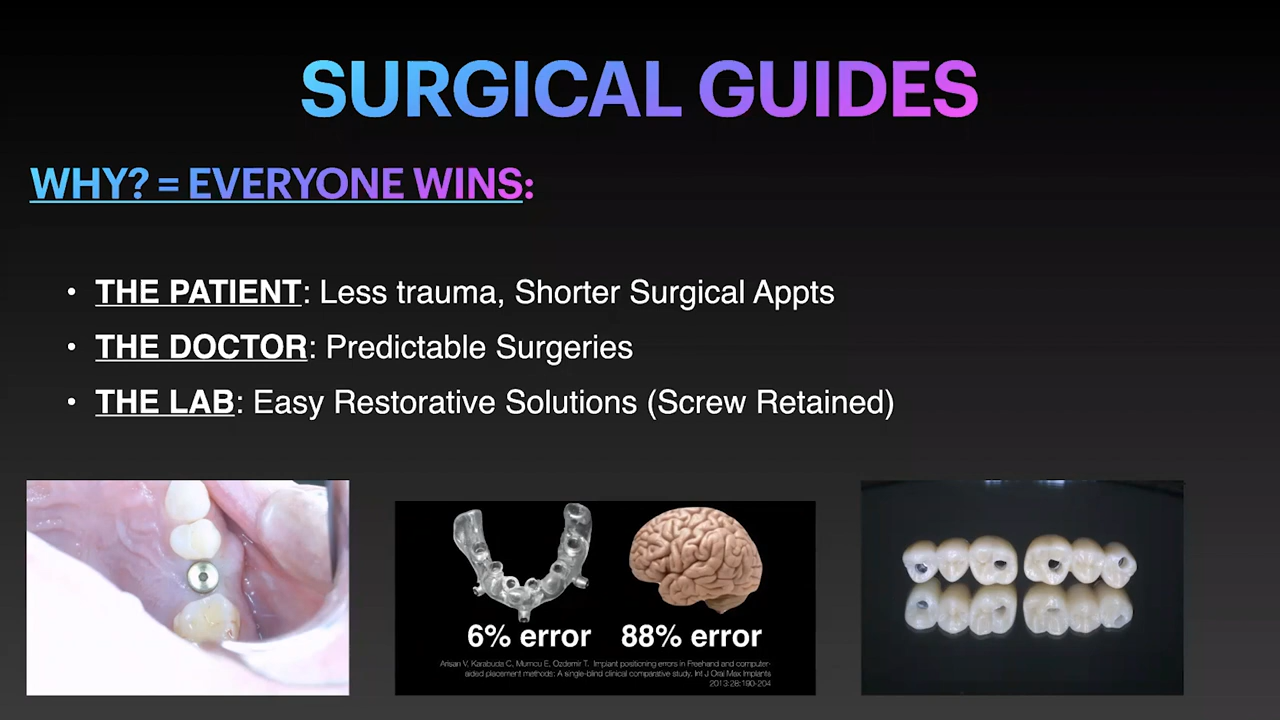 SURGICAL GUIDES
WHY? = EVERYONE WINS:
• THE PATIENT: Less trauma, Shorter Surgical Appts
• THE DOCTOR: Predictable Surgeries
• THE LAB: Easy Restorative Solutions (Screw Retained)
6% error 88% error
Arisan V, Karabuda C, Mumcu E, Ozdemir T. Implant positioning errors in Freehand and computer-
aided placement methods: A single-blind clinical comparative study. Int J Oral Max Implants
2013;28:190-204